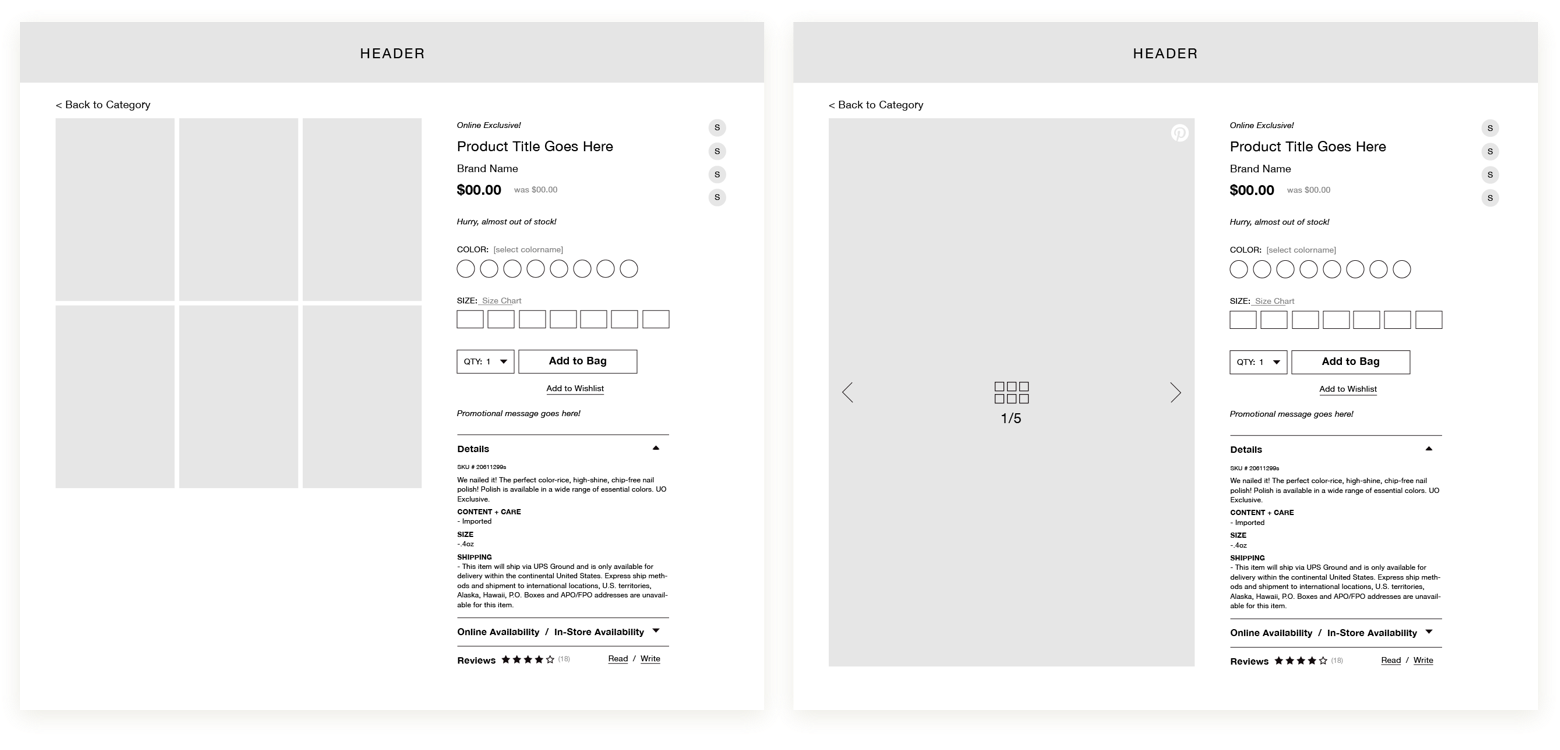 HEADER
< Back to Category
Online Exclusive!
S
Product Title Goes Here
S
Brand Name
S
$00.00 was $00.00
S
Hurry, almost out of stock!
COLOR: [select colorname]
SIZE: Size Chart
QTY: 1 Add to Bag
Add to Wishlist
Promotional message goes here!
Details
SKU # 20611299s
We nailed it! The perfect color-rice, high-shine, chip-free nail
polish! Polish is available in a wide range of essential colors. UO
Exclusive.
CONTENT + CARE
- Imported
SIZE
-.4oz
SHIPPING
- This item will ship via UPS Ground and is only available for
delivery within the continental United States. Express ship meth-
ods and shipment to international locations, U.S. territories,
Alaska, Hawaii, P.O. Boxes and APO/FPO addresses are unavail-
able for this item.
Online Availability / In-Store Availability
Reviews (18) Read / Write
HEADER
< Back to Category
1/5
Online Exclusive!
S
Product Title Goes Here
S
Brand Name
S
$00.00 was $00.00
S
Hurry, almost out of stock!
COLOR: [select colorname]
SIZE: Size Chart
QTY: 1 Add to Bag
Add to Wishlist
Promotional message goes here!
Details
SKU # 20611299s
We nailed it! The perfect color-rice, high-shine, chip-free nail
polish! Polish is available in a wide range of essential colors. UO
Exclusive.
CONTENT + CARE
- Imported
SIZE
-.4oz
SHIPPING
- This item will ship via UPS Ground and is only available for
delivery within the continental United States. Express ship meth-
ods and shipment to international locations, U.S. territories,
Alaska, Hawaii, P.O. Boxes and APO/FPO addresses are unavail-
able for this item.
Online Availability / In-Store Availability
Reviews (18) Read / Write